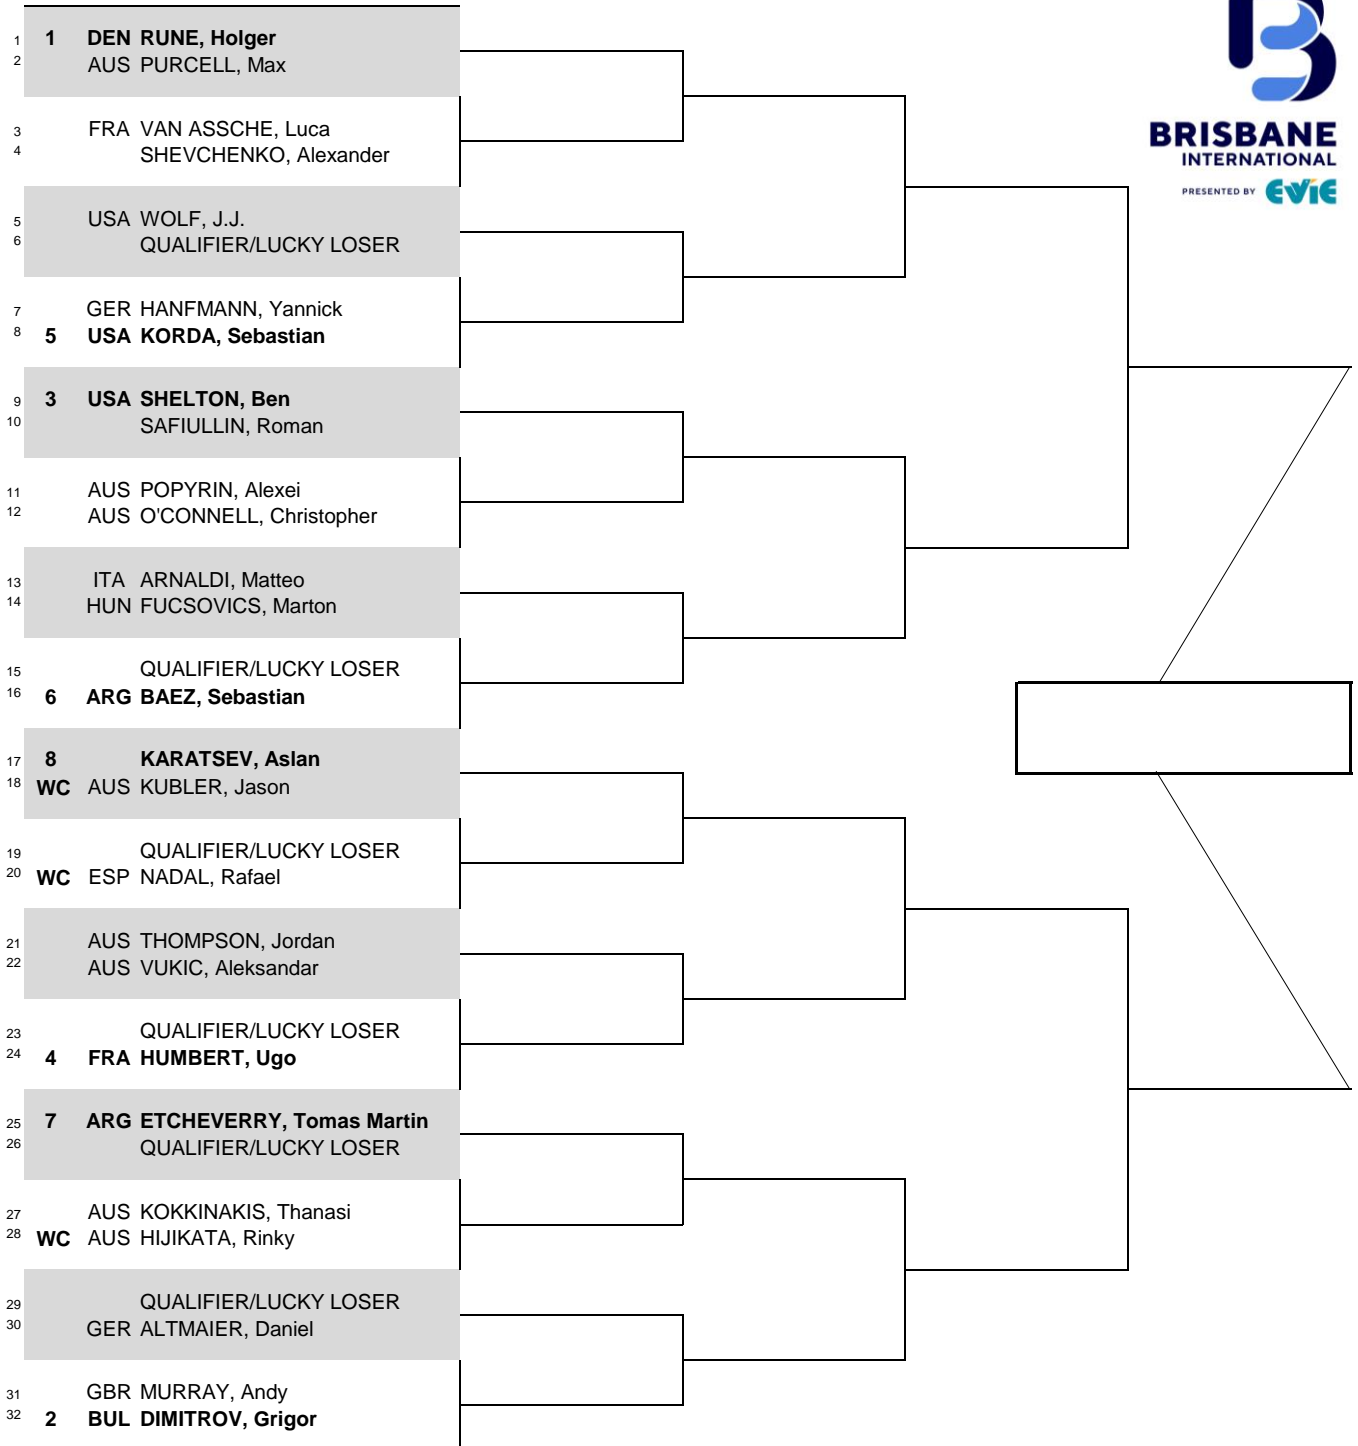 1 1 DEN RUNE, Holger
2 AUS PURCELL, Max
3 FRA VAN ASSCHE, Luca
4 SHEVCHENKO, Alexander
5 USA WOLF, J.J.
6 QUALIFIER/LUCKY LOSER
7 GER HANFMANN, Yannick
8 5 USA KORDA, Sebastian
9 3 USA SHELTON, Ben
10 SAFIULLIN, Roman
11 AUS POPYRIN, Alexei
12 AUS O'CONNELL, Christopher
13 ITA ARNALDI, Matteo
14 HUN FUCSOVICS, Marton
15 QUALIFIER/LUCKY LOSER
16 6 ARG BAEZ, Sebastian
17 8 KARATSEV, Aslan
18 WC AUS KUBLER, Jason
19 QUALIFIER/LUCKY LOSER
20 WC ESP NADAL, Rafael
21 AUS THOMPSON, Jordan
22 AUS VUKIC, Aleksandar
23 QUALIFIER/LUCKY LOSER
24 4 FRA HUMBERT, Ugo
25 7 ARG ETCHEVERRY, Tomas Martin
26 QUALIFIER/LUCKY LOSER
27 AUS KOKKINAKIS, Thanasi
28 WC AUS HIJIKATA, Rinky
29 QUALIFIER/LUCKY LOSER
30 GER ALTMAIER, Daniel
31 GBR MURRAY, Andy
32 2 BUL DIMITROV, Grigor
BRISBANE
INTERNATIONAL
PRESENTED BY EVIE